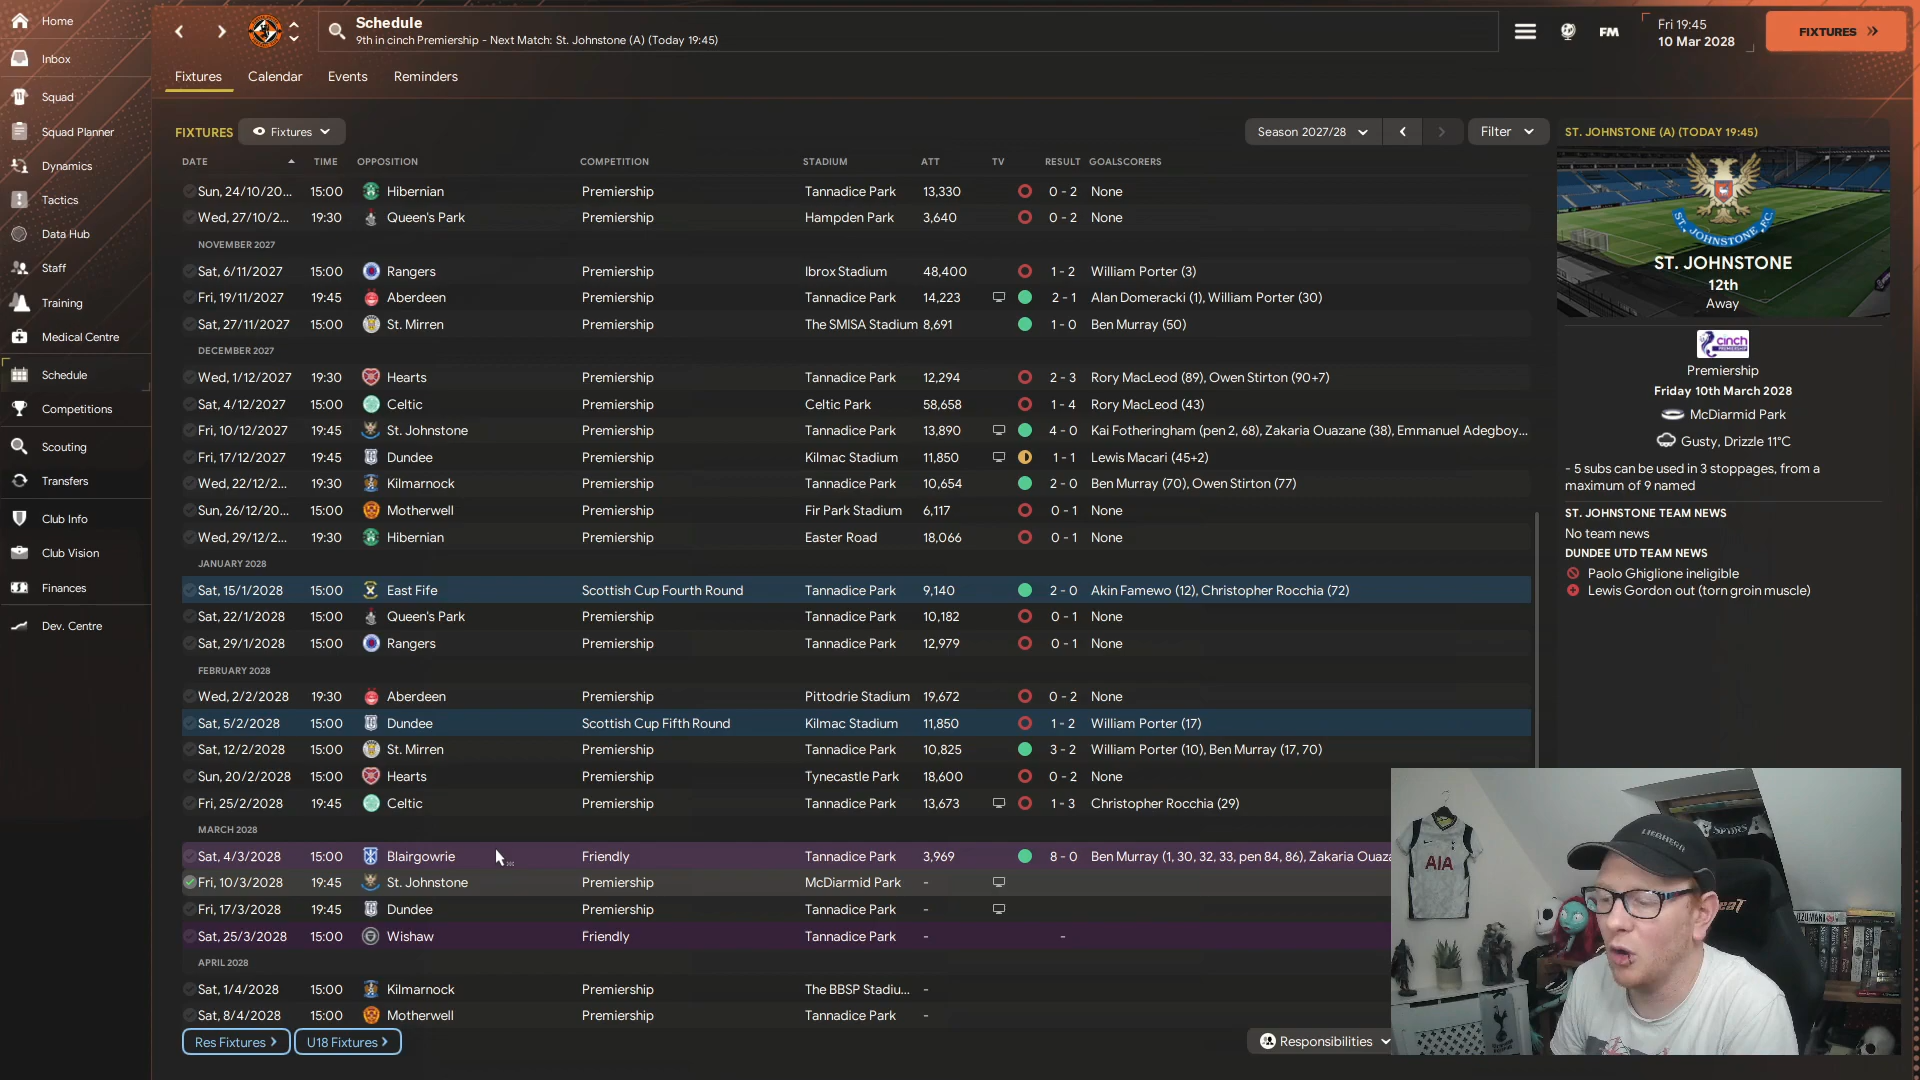 Home
Inbox
Squad
Squad Planner
Dynamics
Tactics
Data Hub
Staff
Training
Medical Centre
Schedule
Competitions
Scouting
Transfers
Club Info
Club Vision
Finances
Dev. Centre
Schedule
9th in cinch Premiership - Next Match: St. Johnstone (A) (Today 19:45)
FM
Fri 19:45
10 Mar 2028
FIXTURES
Fixtures Calendar Events Reminders
FIXTURES Fixtures Season 2027/28 Filter
DATE TIME OPPOSITION COMPETITION STADIUM ATT TV RESULT GOALSCORERS
Sun, 24/10/20... 15:00 Hibernian Premiership Tannadice Park 13,330 0 - 2 None
Wed, 27/10/2... 19:30 Queen's Park Premiership Hampden Park 3,640 0 - 2 None
NOVEMBER 2027
Sat, 6/11/2027 15:00 Rangers Premiership Ibrox Stadium 48,400 1 - 2 William Porter (3)
Fri, 19/11/2027 19:45 Aberdeen Premiership Tannadice Park 14,223 2 - 1 Alan Domeracki (1), William Porter (30)
Sat, 27/11/2027 15:00 St. Mirren Premiership The SMISA Stadium 8,691 1 - 0 Ben Murray (50)
DECEMBER 2027
Wed, 1/12/2027 19:30 Hearts Premiership Tannadice Park 12,294 2 - 3 Rory MacLeod (89), Owen Stirton (90+7)
Sat, 4/12/2027 15:00 Celtic Premiership Celtic Park 58,658 1 - 4 Rory MacLeod (43)
Fri, 10/12/2027 19:45 St. Johnstone Premiership Tannadice Park 13,890 4 - 0 Kai Fotheringham (pen 2, 68), Zakaria Ouazane (38), Emmanuel Adegboy...
Fri, 17/12/2027 19:45 Dundee Premiership Kilmac Stadium 11,850 1 - 1 Lewis Macari (45+2)
Wed, 22/12/2... 19:30 Kilmarnock Premiership Tannadice Park 10,654 2 - 0 Ben Murray (70), Owen Stirton (77)
Sun, 26/12/20... 15:00 Motherwell Premiership Fir Park Stadium 6,117 0 - 1 None
Wed, 29/12/2... 19:30 Hibernian Premiership Easter Road 18,066 0 - 1 None
JANUARY 2028
Sat, 15/1/2028 15:00 East Fife Scottish Cup Fourth Round Tannadice Park 9,140 2 - 0 Akin Famewo (12), Christopher Rocchia (72)
Sat, 22/1/2028 15:00 Queen's Park Premiership Tannadice Park 10,182 0 - 1 None
Sat, 29/1/2028 15:00 Rangers Premiership Tannadice Park 12,979 0 - 1 None
FEBRUARY 2028
Wed, 2/2/2028 19:30 Aberdeen Premiership Pittodrie Stadium 19,672 0 - 2 None
Sat, 5/2/2028 15:00 Dundee Scottish Cup Fifth Round Kilmac Stadium 11,850 1 - 2 William Porter (17)
Sat, 12/2/2028 15:00 St. Mirren Premiership Tannadice Park 10,825 3 - 2 William Porter (10), Ben Murray (17, 70)
Sun, 20/2/2028 15:00 Hearts Premiership Tynecastle Park 18,600 0 - 2 None
Fri, 25/2/2028 19:45 Celtic Premiership Tannadice Park 13,673 1 - 3 Christopher Rocchia (29)
MARCH 2028
Sat, 4/3/2028 15:00 Blairgowrie Friendly Tannadice Park 3,969 8 - 0 Ben Murray (1, 30, 32, 33, pen 84, 86), Zakaria Ouaza
Fri, 10/3/2028 19:45 St. Johnstone Premiership McDiarmid Park -
Fri, 17/3/2028 19:45 Dundee Premiership Tannadice Park -
Sat, 25/3/2028 15:00 Wishaw Friendly Tannadice Park - -
APRIL 2028
Sat, 1/4/2028 15:00 Kilmarnock Premiership The BBSP Stadiu... -
Sat, 8/4/2028 15:00 Motherwell Premiership Tannadice Park -
Res Fixtures U18 Fixtures Responsibilities
ST. JOHNSTONE (A) (TODAY 19:45)
ST. JOHNSTONE F.C.
ST. JOHNSTONE
12th
Away
cinch
Premiership
Friday 10th March 2028
McDiarmid Park
Gusty, Drizzle 11°C
- 5 subs can be used in 3 stoppages, from a
maximum of 9 named
ST. JOHNSTONE TEAM NEWS
No team news
DUNDEE UTD TEAM NEWS
Paolo Ghiglione ineligible
Lewis Gordon out (torn groin muscle)
AIA
LIEBHERR
SPURS
UZUMAKI